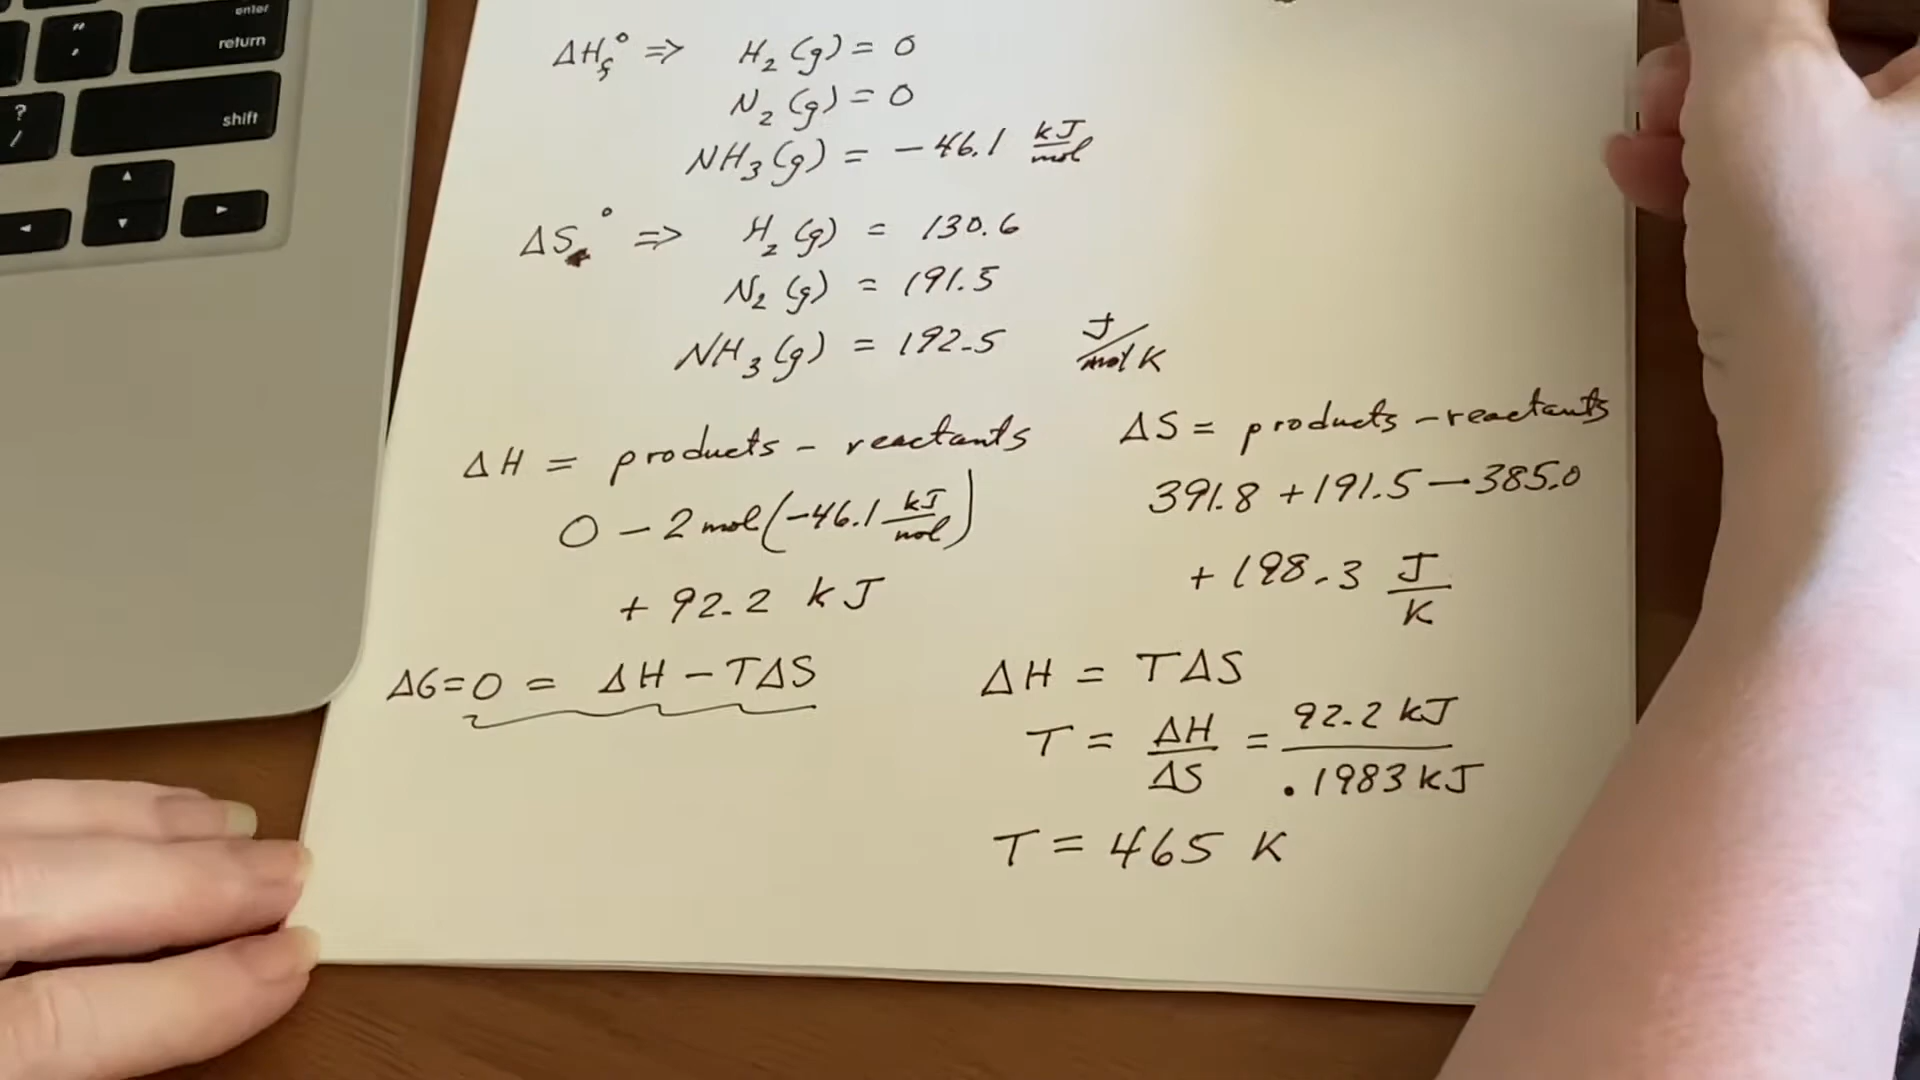 enter
return
shift
"
,
?
/
ΔHf° => H₂(g) = 0
N₂(g) = 0
NH₃(g) = -46.1 kJ/mol
ΔS° => H₂(g) = 130.6
N₂(g) = 191.5
NH₃(g) = 192.5 J/mol K
ΔH = products - reactants
0 - 2 mol(-46.1 kJ/mol)
+ 92.2 kJ
ΔG=0 = ΔH - TΔS
ΔS = products - reactants
391.8 + 191.5 - 385.0
+ 198.3 J/K
ΔH = TΔS
T = ΔH/ΔS = 92.2 kJ/.1983 kJ
T = 465 K